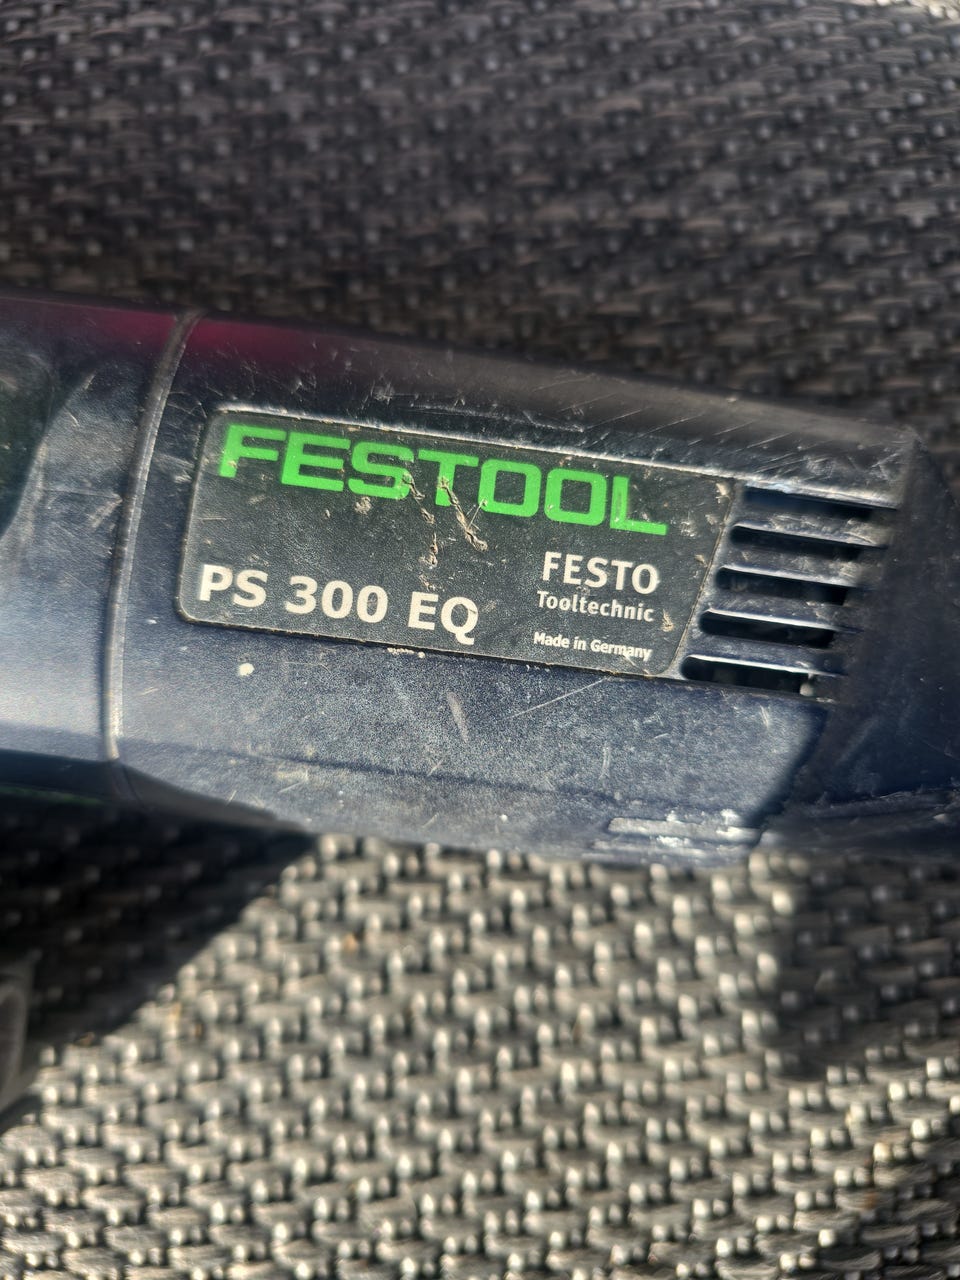 FESTOOL
PS 300 EQ
FESTO
Tooltechnic
Made in Germany